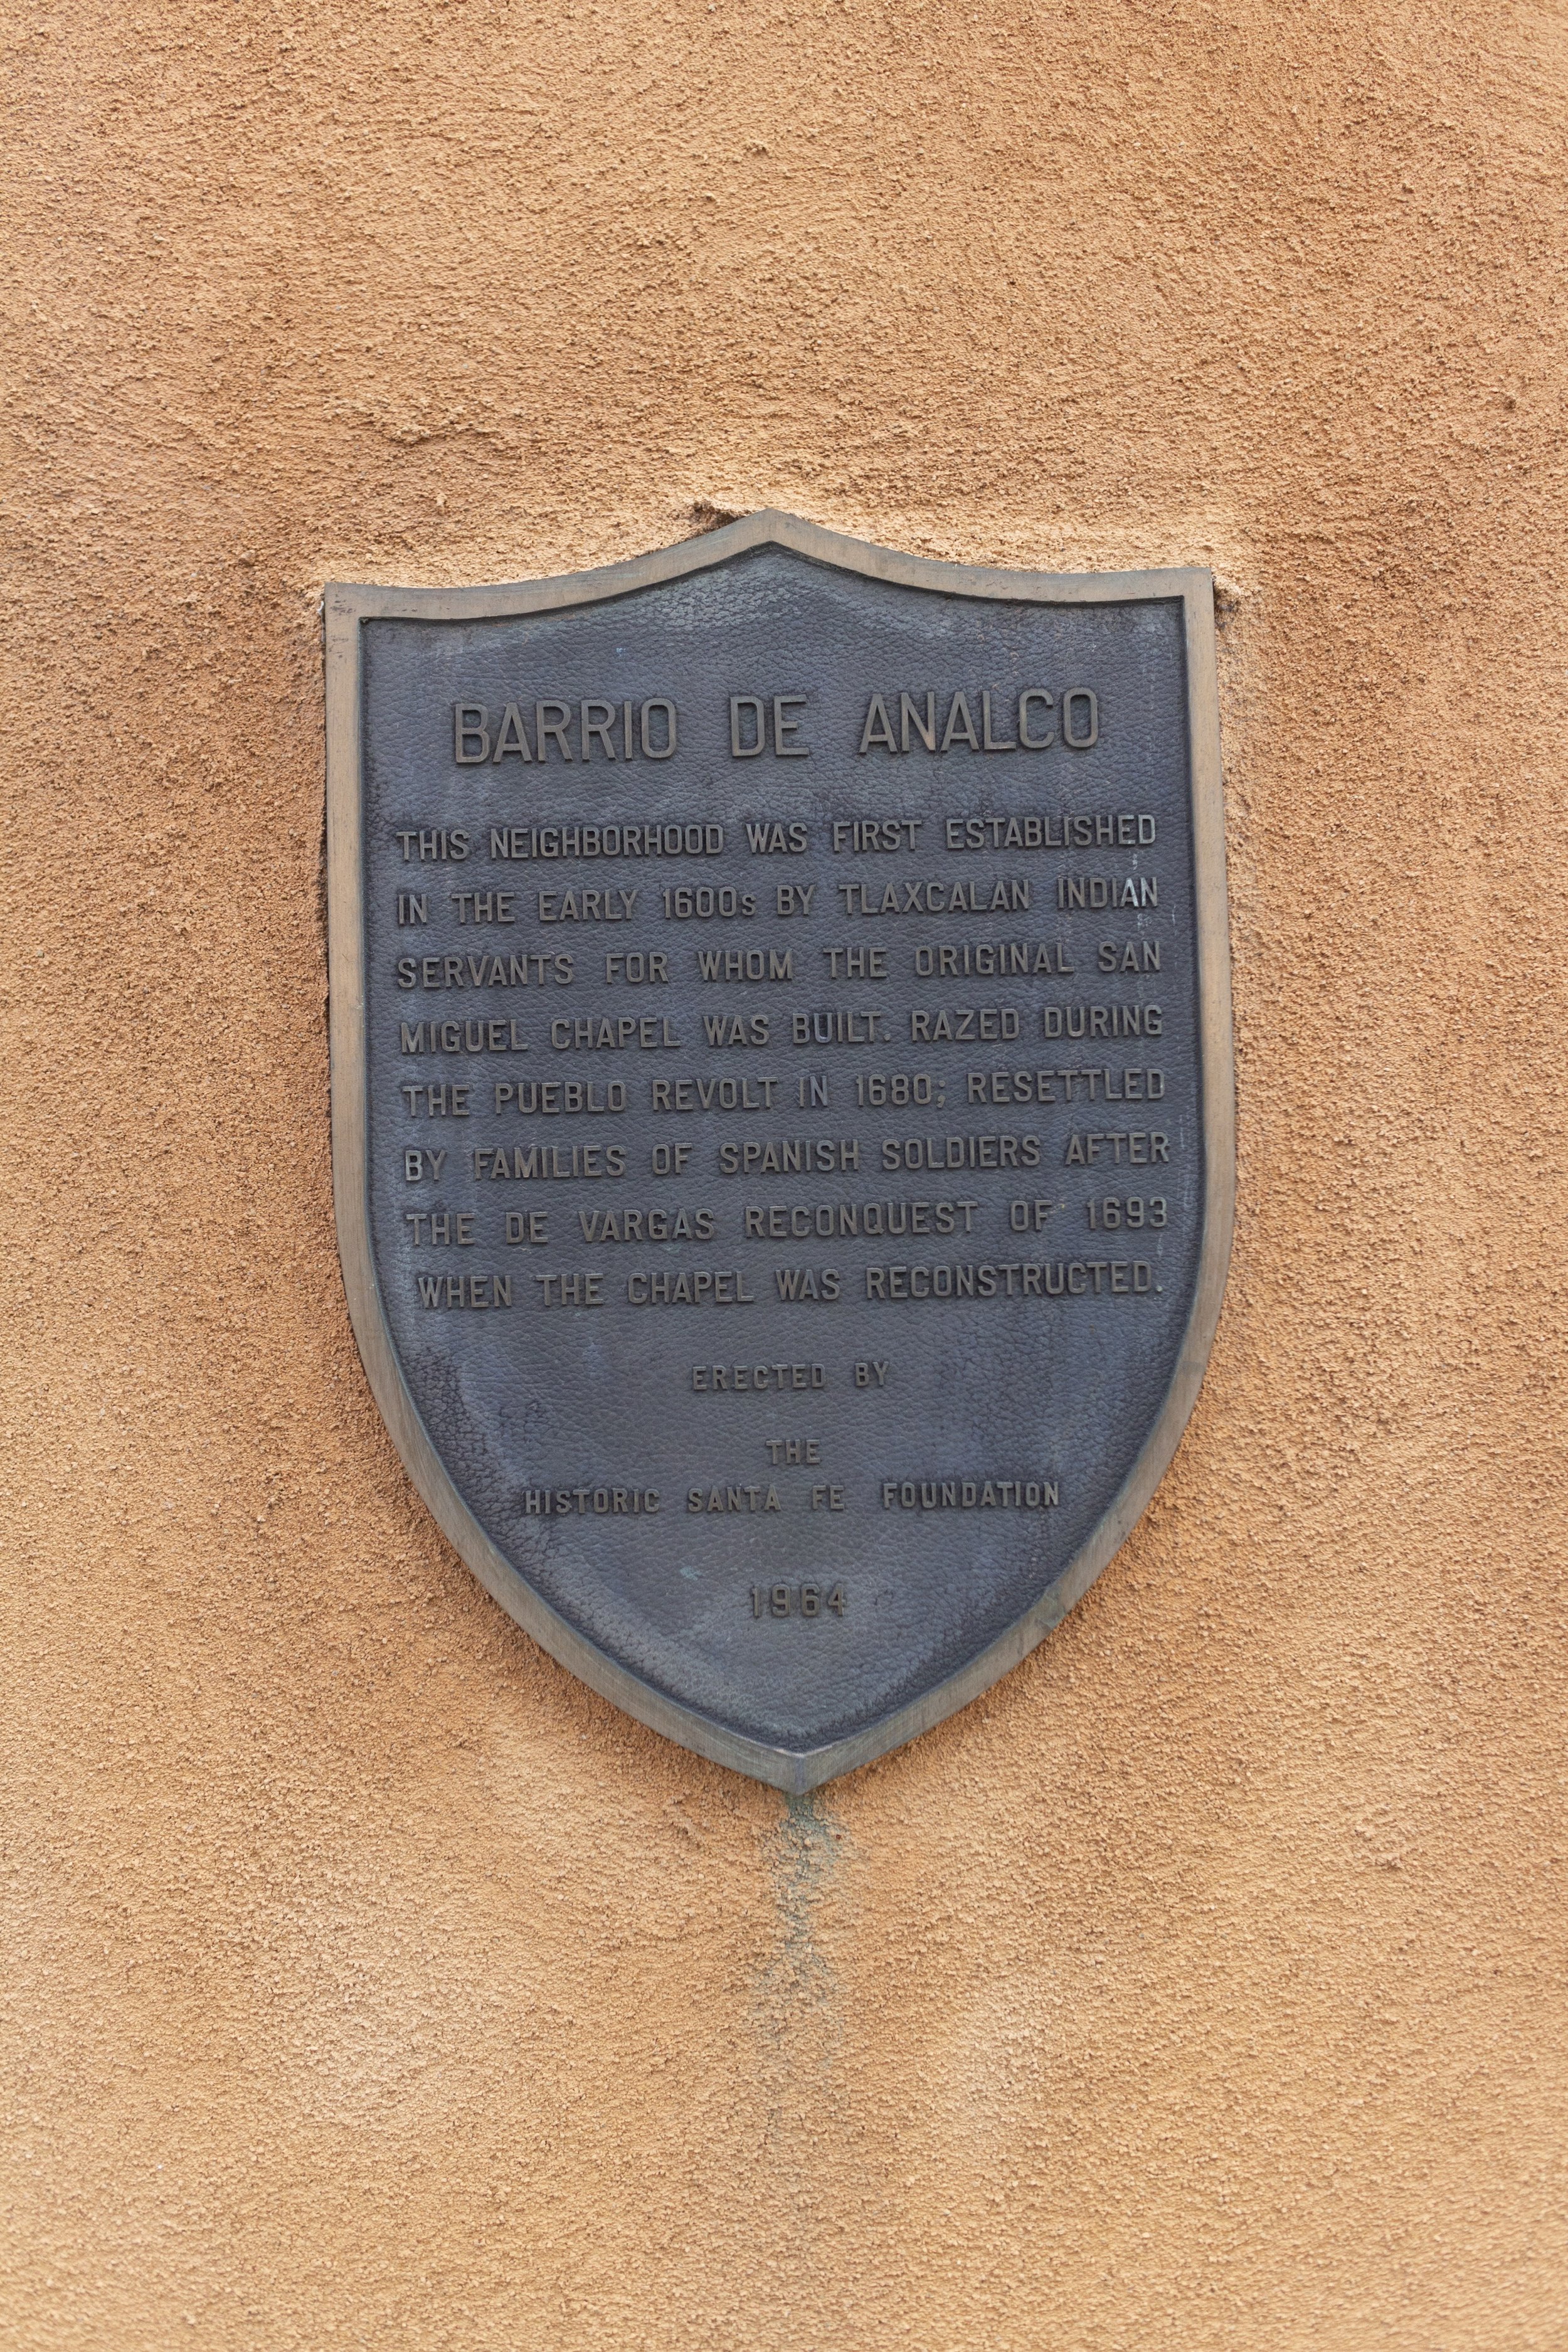 BARRIO DE ANALCO
THIS NEIGHBORHOOD WAS FIRST ESTABLISHED
IN THE EARLY 1600s BY TLAXCALAN INDIAN
SERVANTS FOR WHOM THE ORIGINAL SAN
MIGUEL CHAPEL WAS BUILT. RAZED DURING
THE PUEBLO REVOLT IN 1680; RESETTLED
BY FAMILIES OF SPANISH SOLDIERS AFTER
THE DE VARGAS RECONQUEST OF 1693
WHEN THE CHAPEL WAS RECONSTRUCTED.
ERECTED BY
THE
HISTORIC SANTA FE FOUNDATION
1964